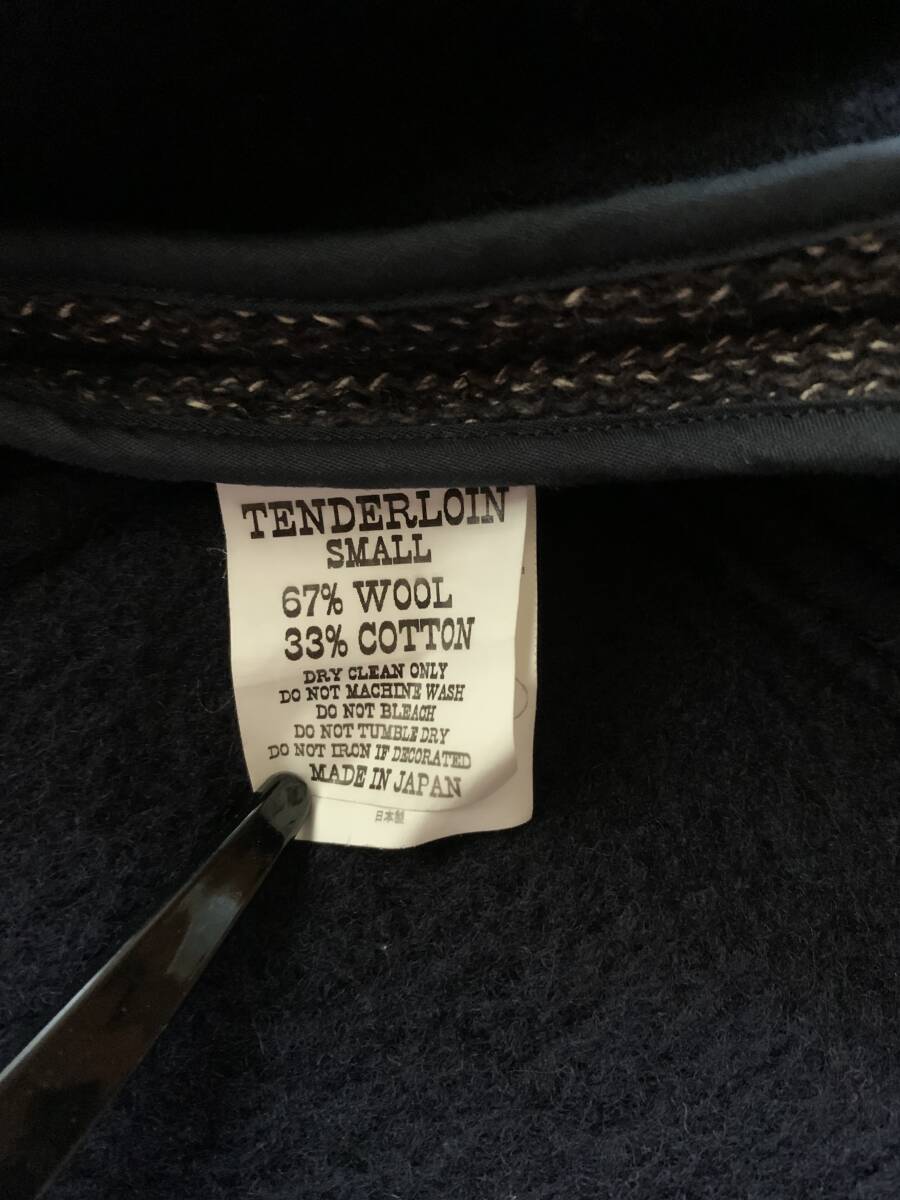 TENDERLOIN
SMALL
67% WOOL
33% COTTON
DRY CLEAN ONLY
DO NOT MACHINE WASH
DO NOT BLEACH
DO NOT TUMBLE DRY
DO NOT IRON IF DECORATED
MADE IN JAPAN
日本製